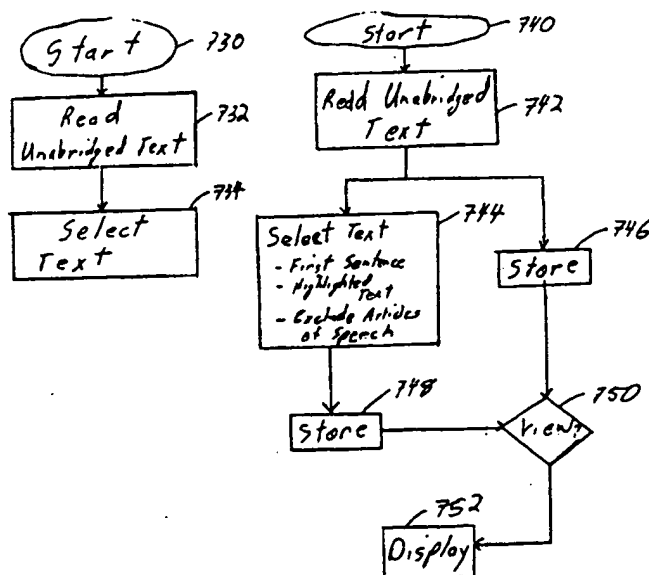 Start
730
Read
Unabridged Text
732
Select
Text
734
Start
740
Read Unabridged
Text
742
Select Text
- First Sentence
- Highlighted
Text
- Exclude Articles
of Speech
744
Store
746
Store
748
View?
750
Display
752